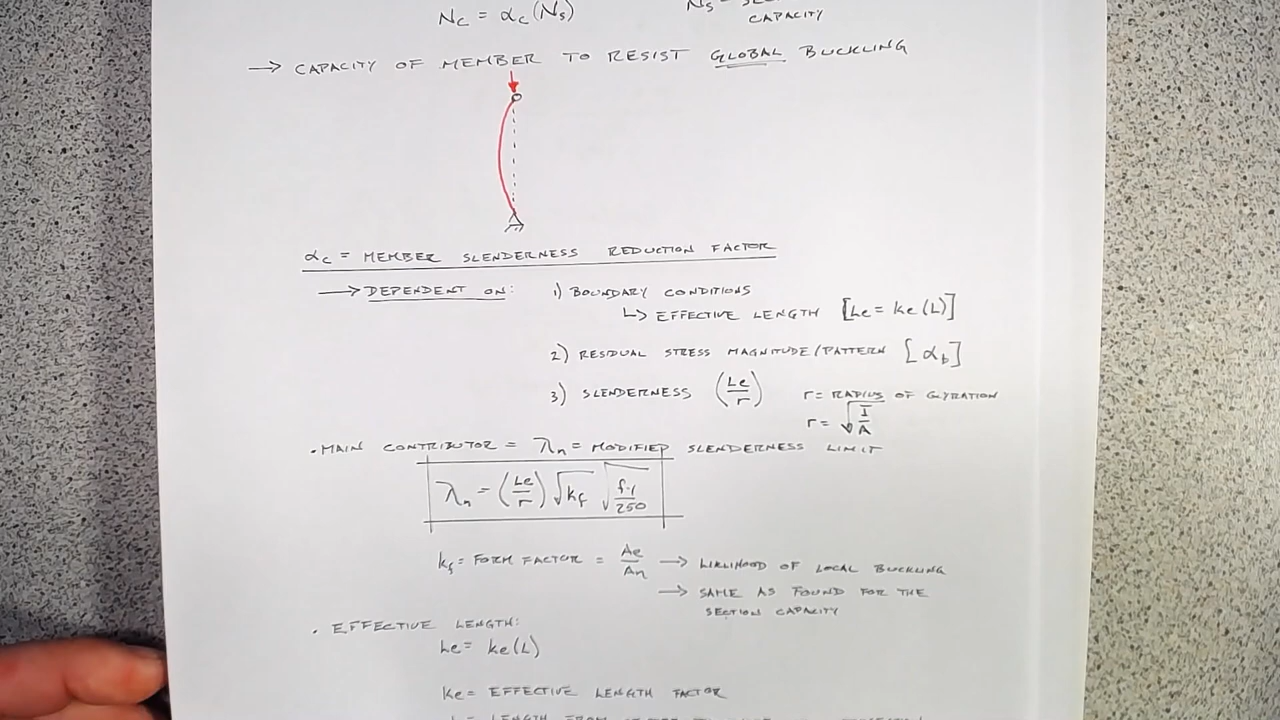 Nc = αc(Ns)
Ns
CAPACITY
→ CAPACITY OF MEMBER TO RESIST GLOBAL BUCKLING
αc = MEMBER SLENDERNESS REDUCTION FACTOR
→ DEPENDENT ON: 1) BOUNDARY CONDITIONS
↳ EFFECTIVE LENGTH [Le = ke(L)]
2) RESIDUAL STRESS MAGNITUDE/PATTERN [αb]
3) SLENDERNESS (Le/r) r = RADIUS OF GYRATION
r = √(I/A)
. MAIN CONTRIBUTOR = λn = MODIFIED SLENDERNESS LIMIT
λn = (Le/r) √kf √(fy/250)
kf = FORM FACTOR = Ae/An → LIKLIHOOD OF LOCAL BUCKLING
→ SAME AS FOUND FOR THE
SECTION CAPACITY
. EFFECTIVE LENGTH:
Le = ke(L)
ke = EFFECTIVE LENGTH FACTOR
LENGTH FROM